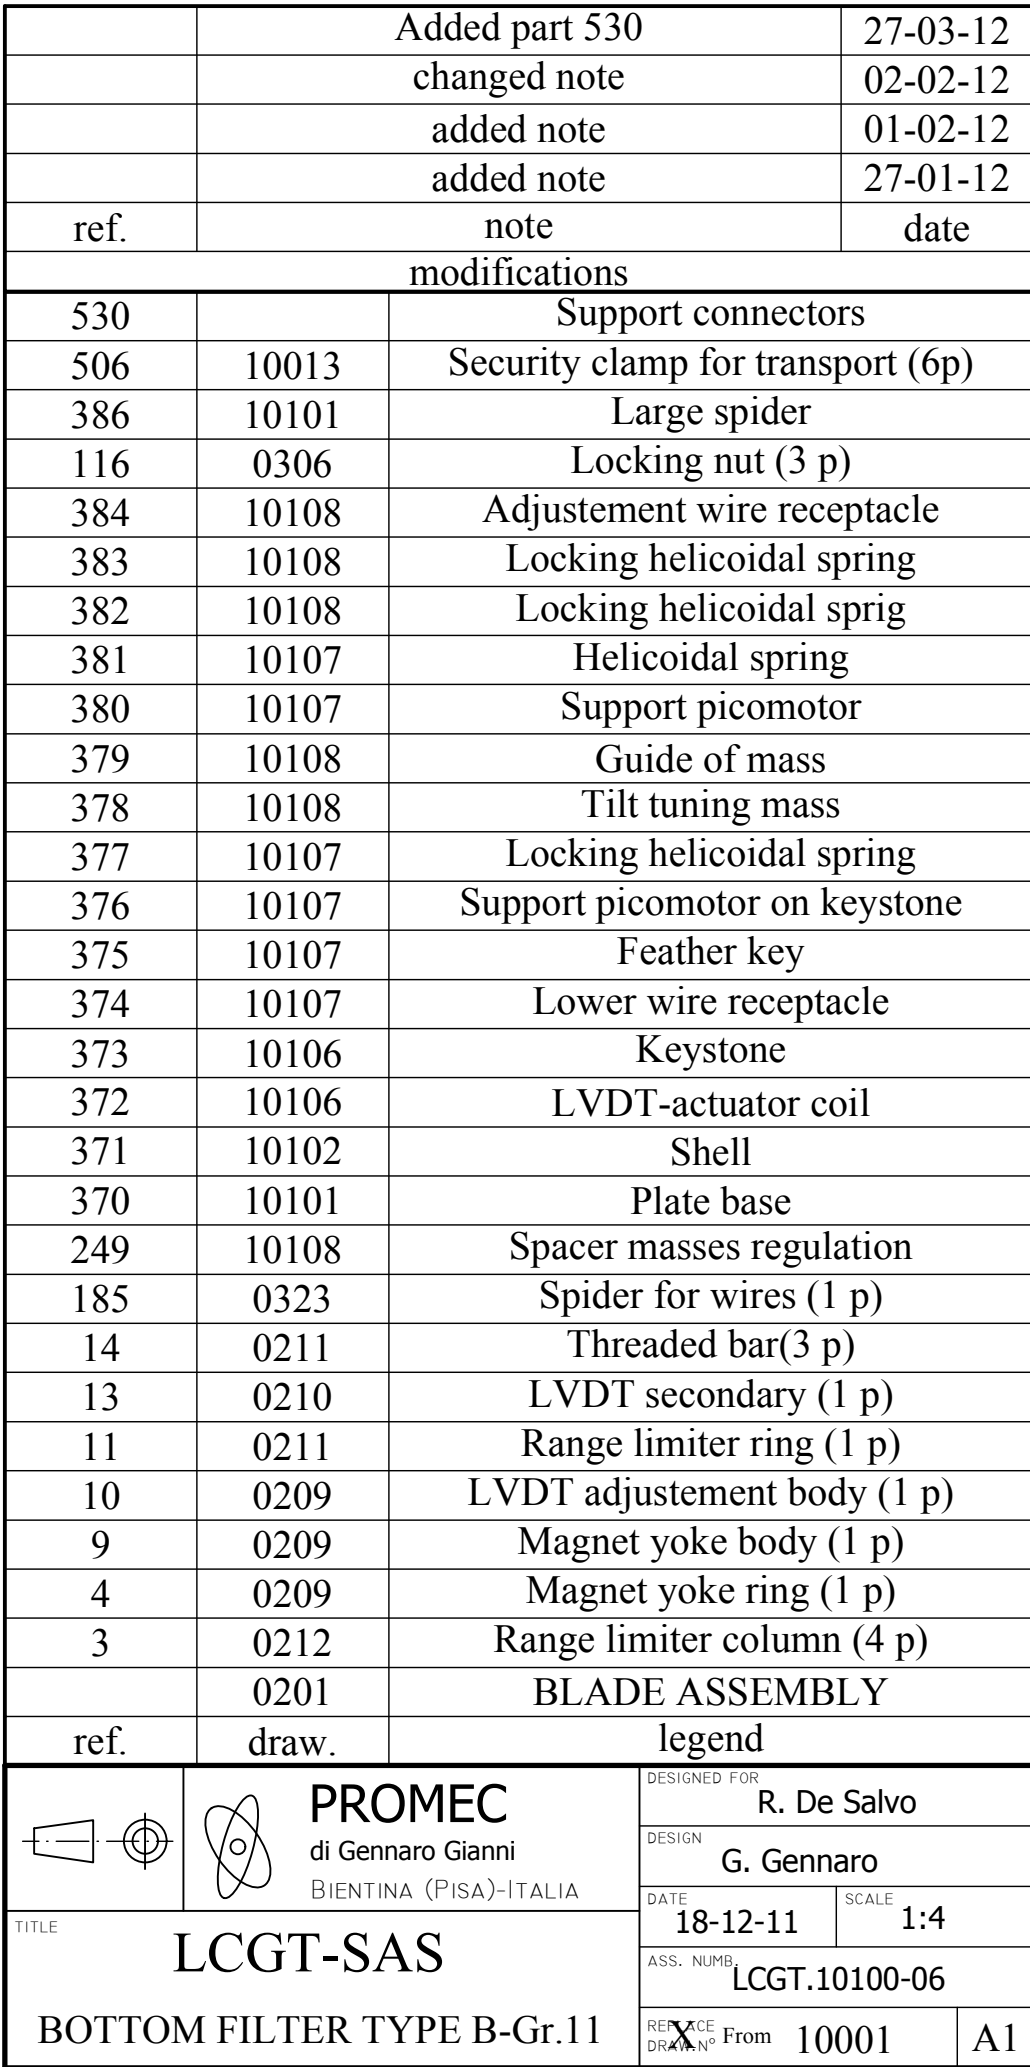 Added part 530 27-03-12
changed note 02-02-12
added note 01-02-12
added note 27-01-12
ref. note date
modifications
530 Support connectors
506 10013 Security clamp for transport (6p)
386 10101 Large spider
116 0306 Locking nut (3 p)
384 10108 Adjustement wire receptacle
383 10108 Locking helicoidal spring
382 10108 Locking helicoidal sprig
381 10107 Helicoidal spring
380 10107 Support picomotor
379 10108 Guide of mass
378 10108 Tilt tuning mass
377 10107 Locking helicoidal spring
376 10107 Support picomotor on keystone
375 10107 Feather key
374 10107 Lower wire receptacle
373 10106 Keystone
372 10106 LVDT-actuator coil
371 10102 Shell
370 10101 Plate base
249 10108 Spacer masses regulation
185 0323 Spider for wires (1 p)
14 0211 Threaded bar(3 p)
13 0210 LVDT secondary (1 p)
11 0211 Range limiter ring (1 p)
10 0209 LVDT adjustement body (1 p)
9 0209 Magnet yoke body (1 p)
4 0209 Magnet yoke ring (1 p)
3 0212 Range limiter column (4 p)
0201 BLADE ASSEMBLY
ref. draw. legend
PROMEC
di Gennaro Gianni
BIENTINA (PISA)-ITALIA
DESIGNED FOR
R. De Salvo
DESIGN
G. Gennaro
DATE
18-12-11
SCALE
1:4
TITLE
LCGT-SAS
BOTTOM FILTER TYPE B-Gr.11
ASS. NUMB.
LCGT.10100-06
REPLACE
DRAW.N°
X From 10001
A1